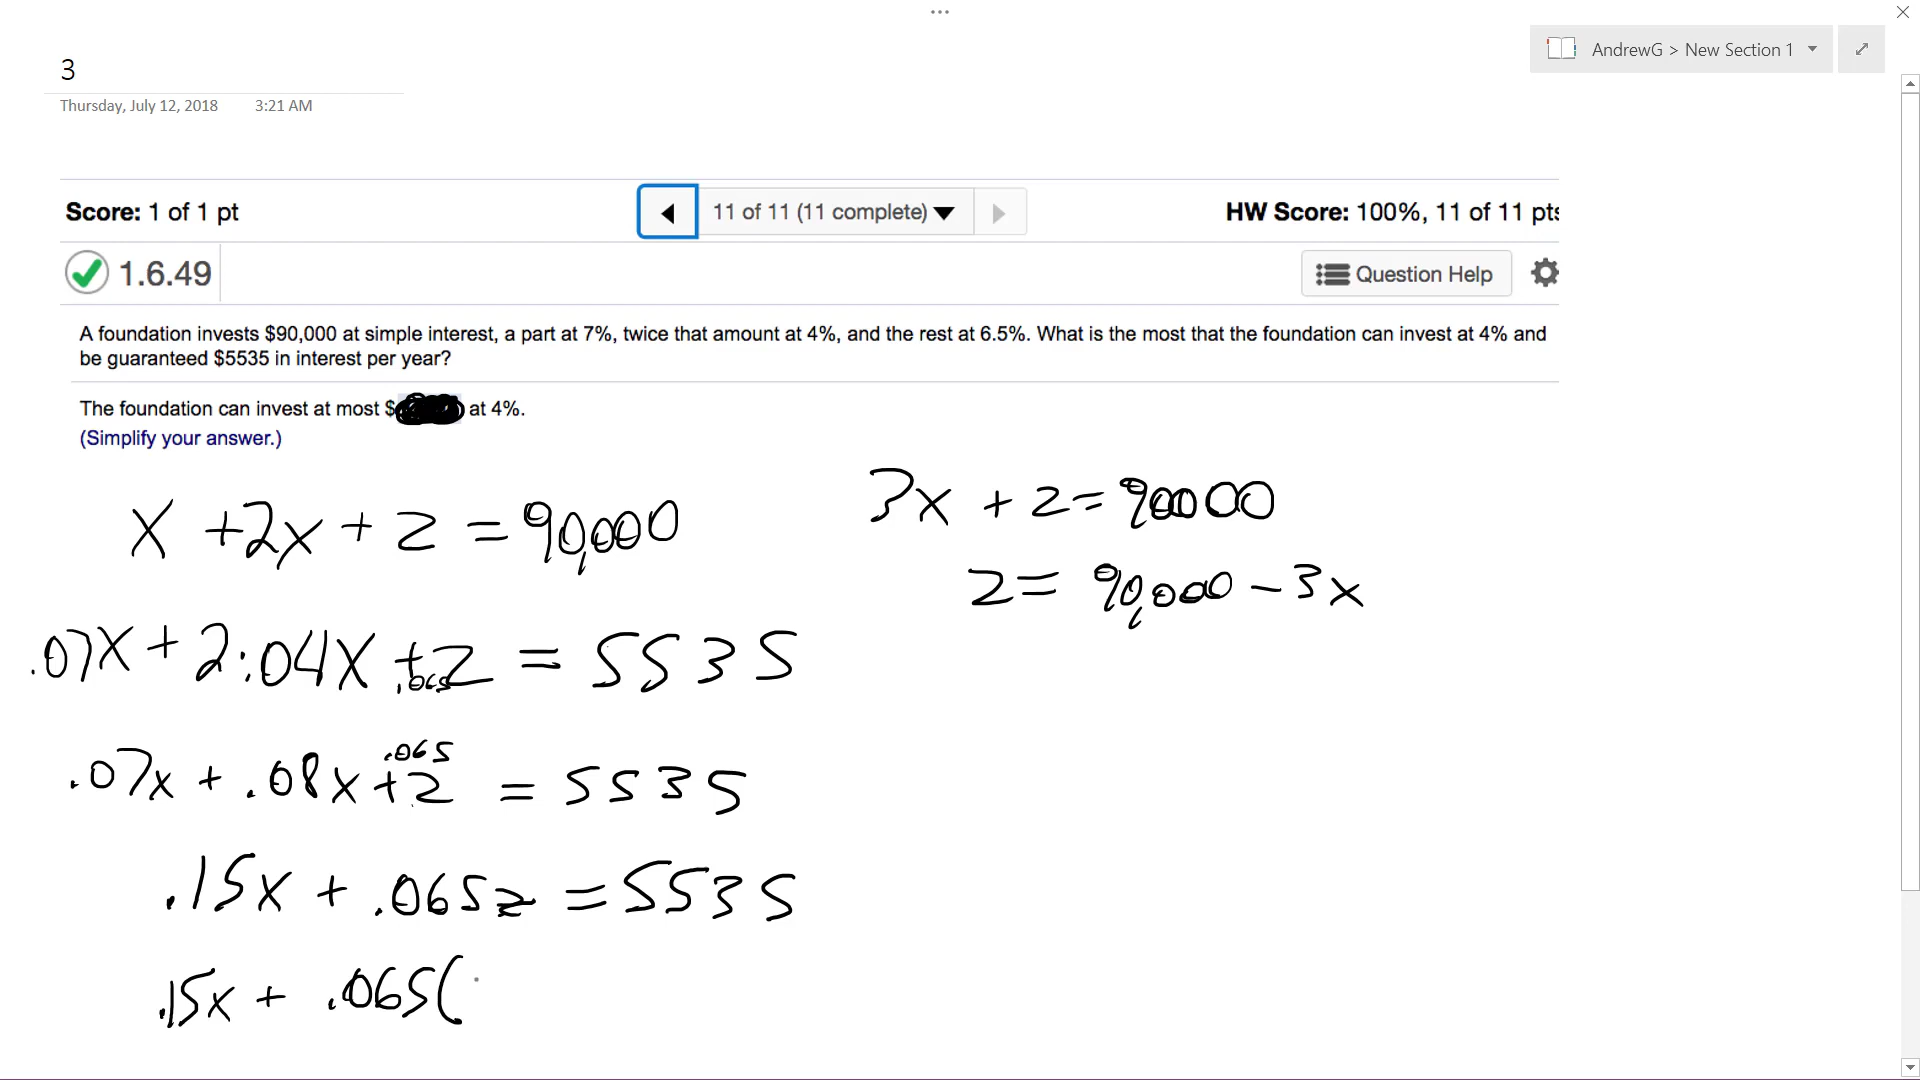 AndrewG > New Section 1
3
Thursday, July 12, 2018 3:21 AM
Score: 1 of 1 pt
11 of 11 (11 complete)
HW Score: 100%, 11 of 11 pts
1.6.49
Question Help
A foundation invests $90,000 at simple interest, a part at 7%, twice that amount at 4%, and the rest at 6.5%. What is the most that the foundation can invest at 4% and
be guaranteed $5535 in interest per year?
The foundation can invest at most $ at 4%.
(Simplify your answer.)
x + 2x + z = 90,000
.07x + 2·.04x + .065z = 5535
.07x + .08x + .065z = 5535
.15x + .065z = 5535
.15x + .065(
3x + z = 90000
z = 90,000 - 3x